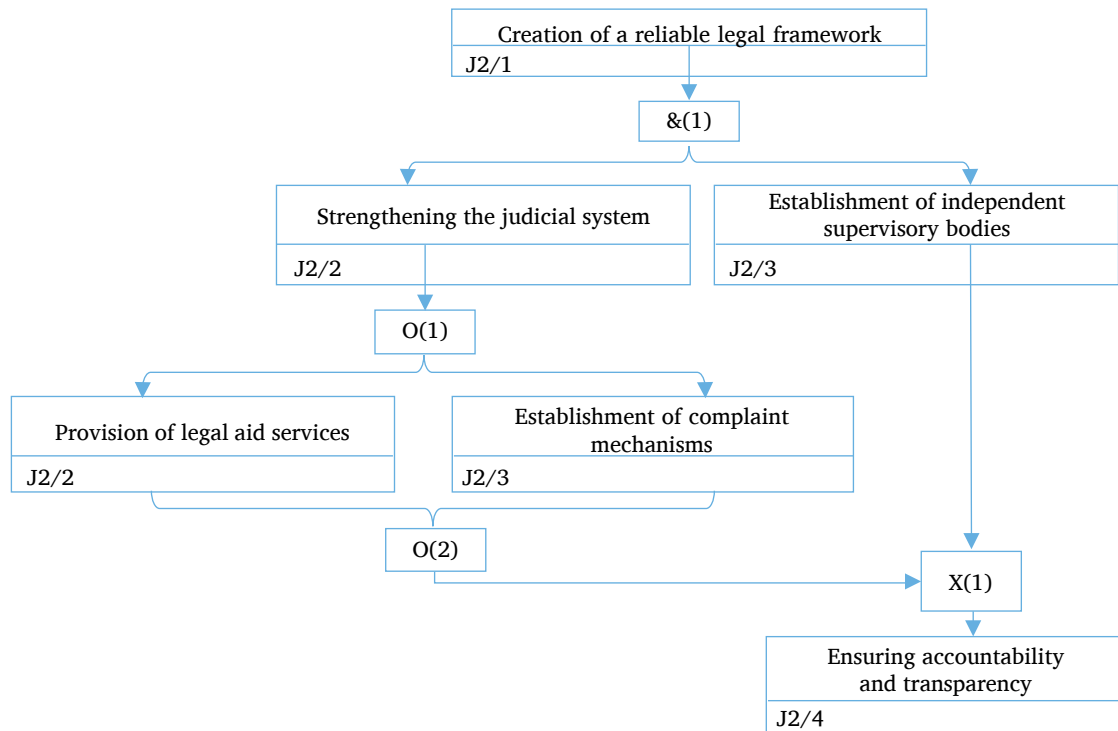 Creation of a reliable legal framework
J2/1
&(1)
Strengthening the judicial system
J2/2
Establishment of independent
supervisory bodies
J2/3
O(1)
Provision of legal aid services
J2/2
Establishment of complaint
mechanisms
J2/3
O(2)
X(1)
Ensuring accountability
and transparency
J2/4